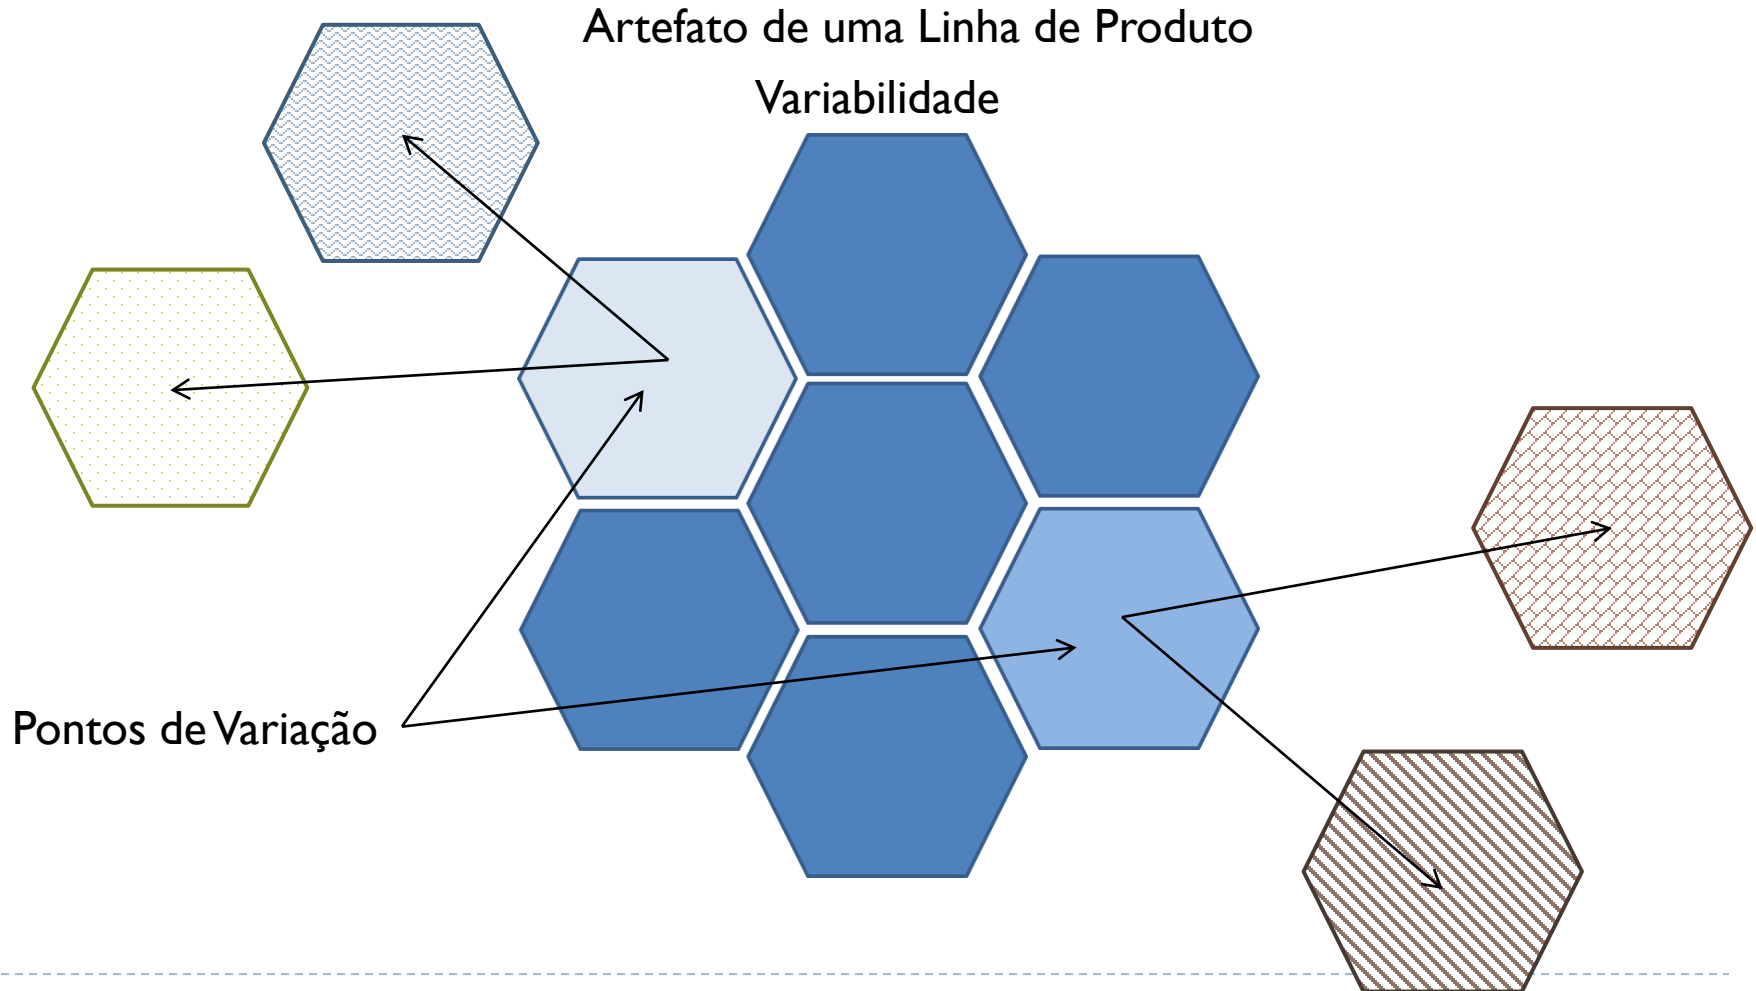 Artefato de uma Linha de Produto
Variabilidade
Pontos de Variação